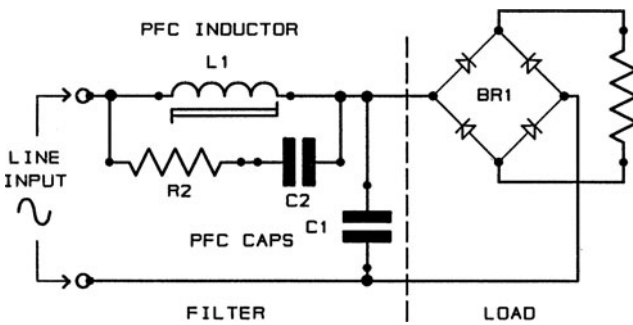 PFC INDUCTOR
L1
BR1
LINE
INPUT
R2
C2
C1
PFC CAPS
FILTER
LOAD